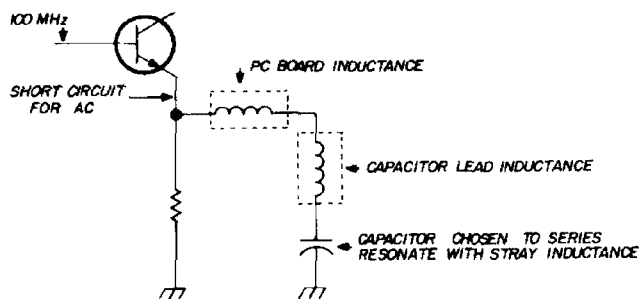 100 MHz
PC BOARD INDUCTANCE
SHORT CIRCUIT
FOR AC
CAPACITOR LEAD INDUCTANCE
CAPACITOR CHOSEN TO SERIES
RESONATE WITH STRAY INDUCTANCE